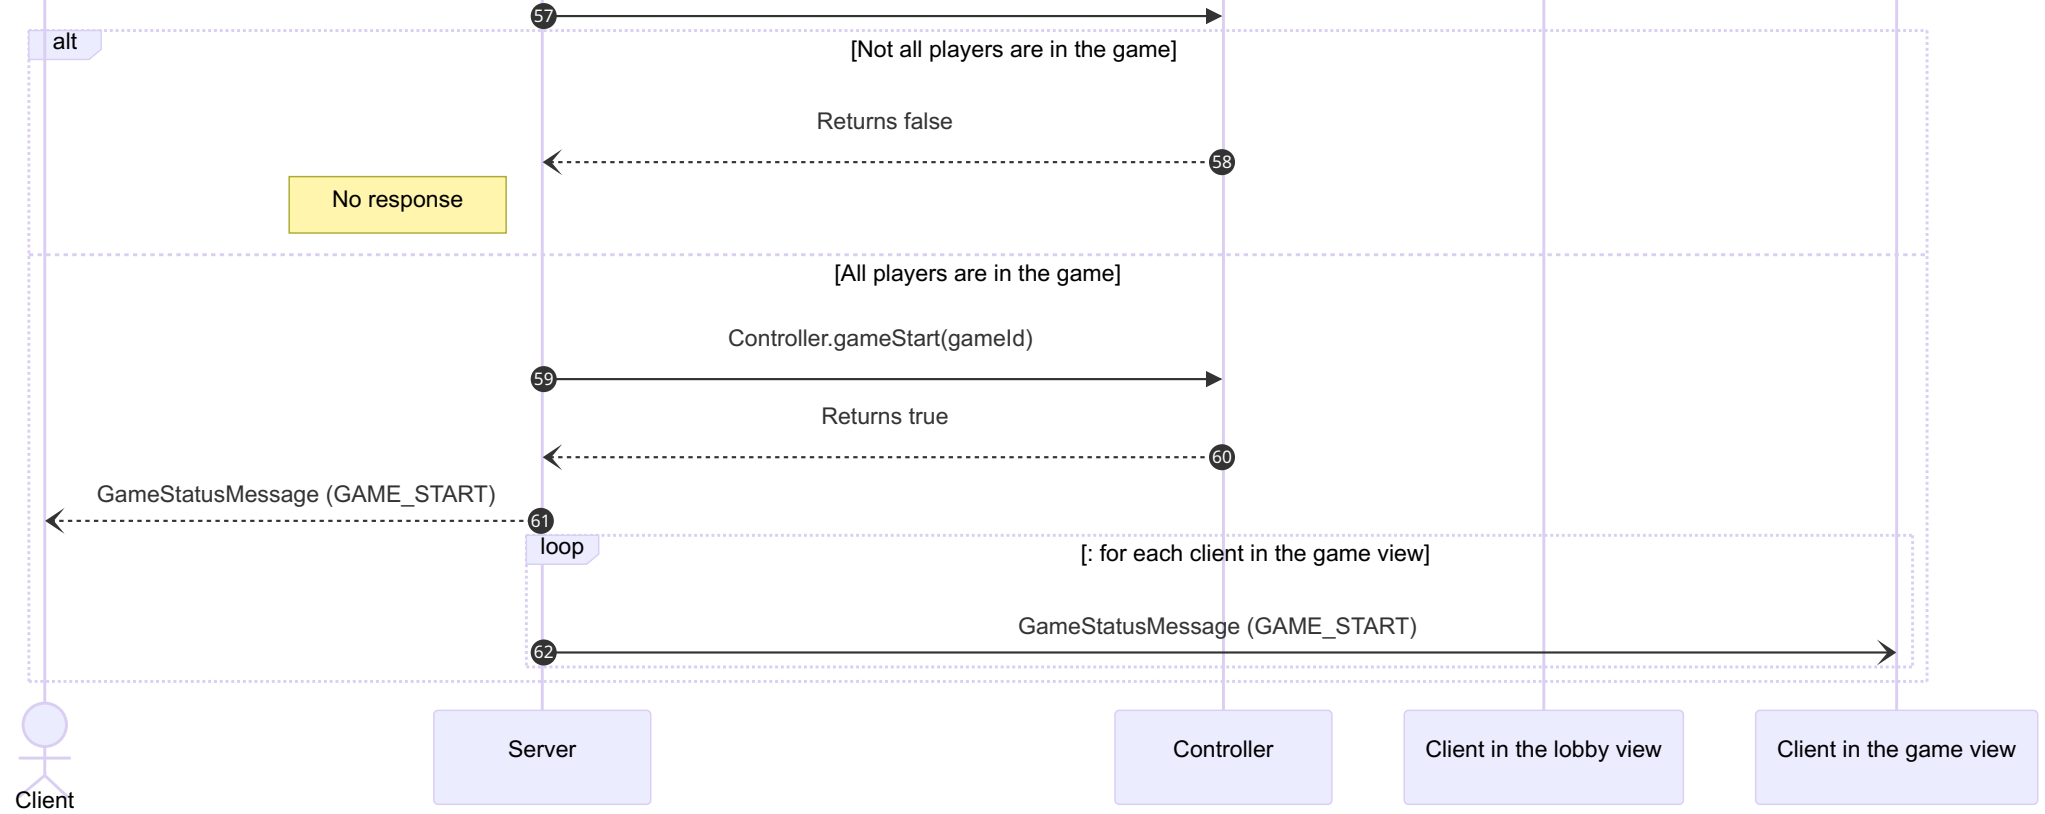 57
alt
[Not all players are in the game]
Returns false
58
No response
[All players are in the game]
Controller.gameStart(gameId)
59
Returns true
60
GameStatusMessage (GAME_START)
61
loop
[: for each client in the game view]
GameStatusMessage (GAME_START)
62
Client
Server
Controller
Client in the lobby view
Client in the game view